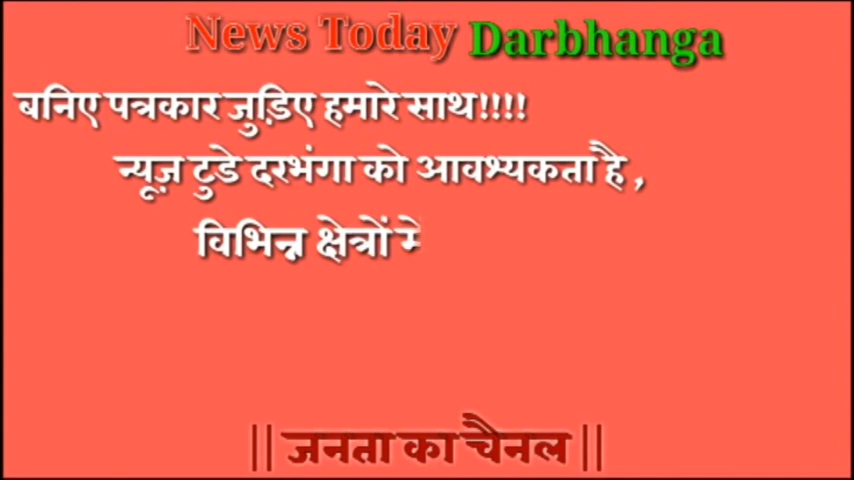 News Today Darbhanga
बनिए पत्रकार जुड़िए हमारे साथ!!!!
न्यूज़ टुडे दरभंगा को आवश्यकता है ,
विभिन्न क्षेत्रों
|| जनता का चैनल ||